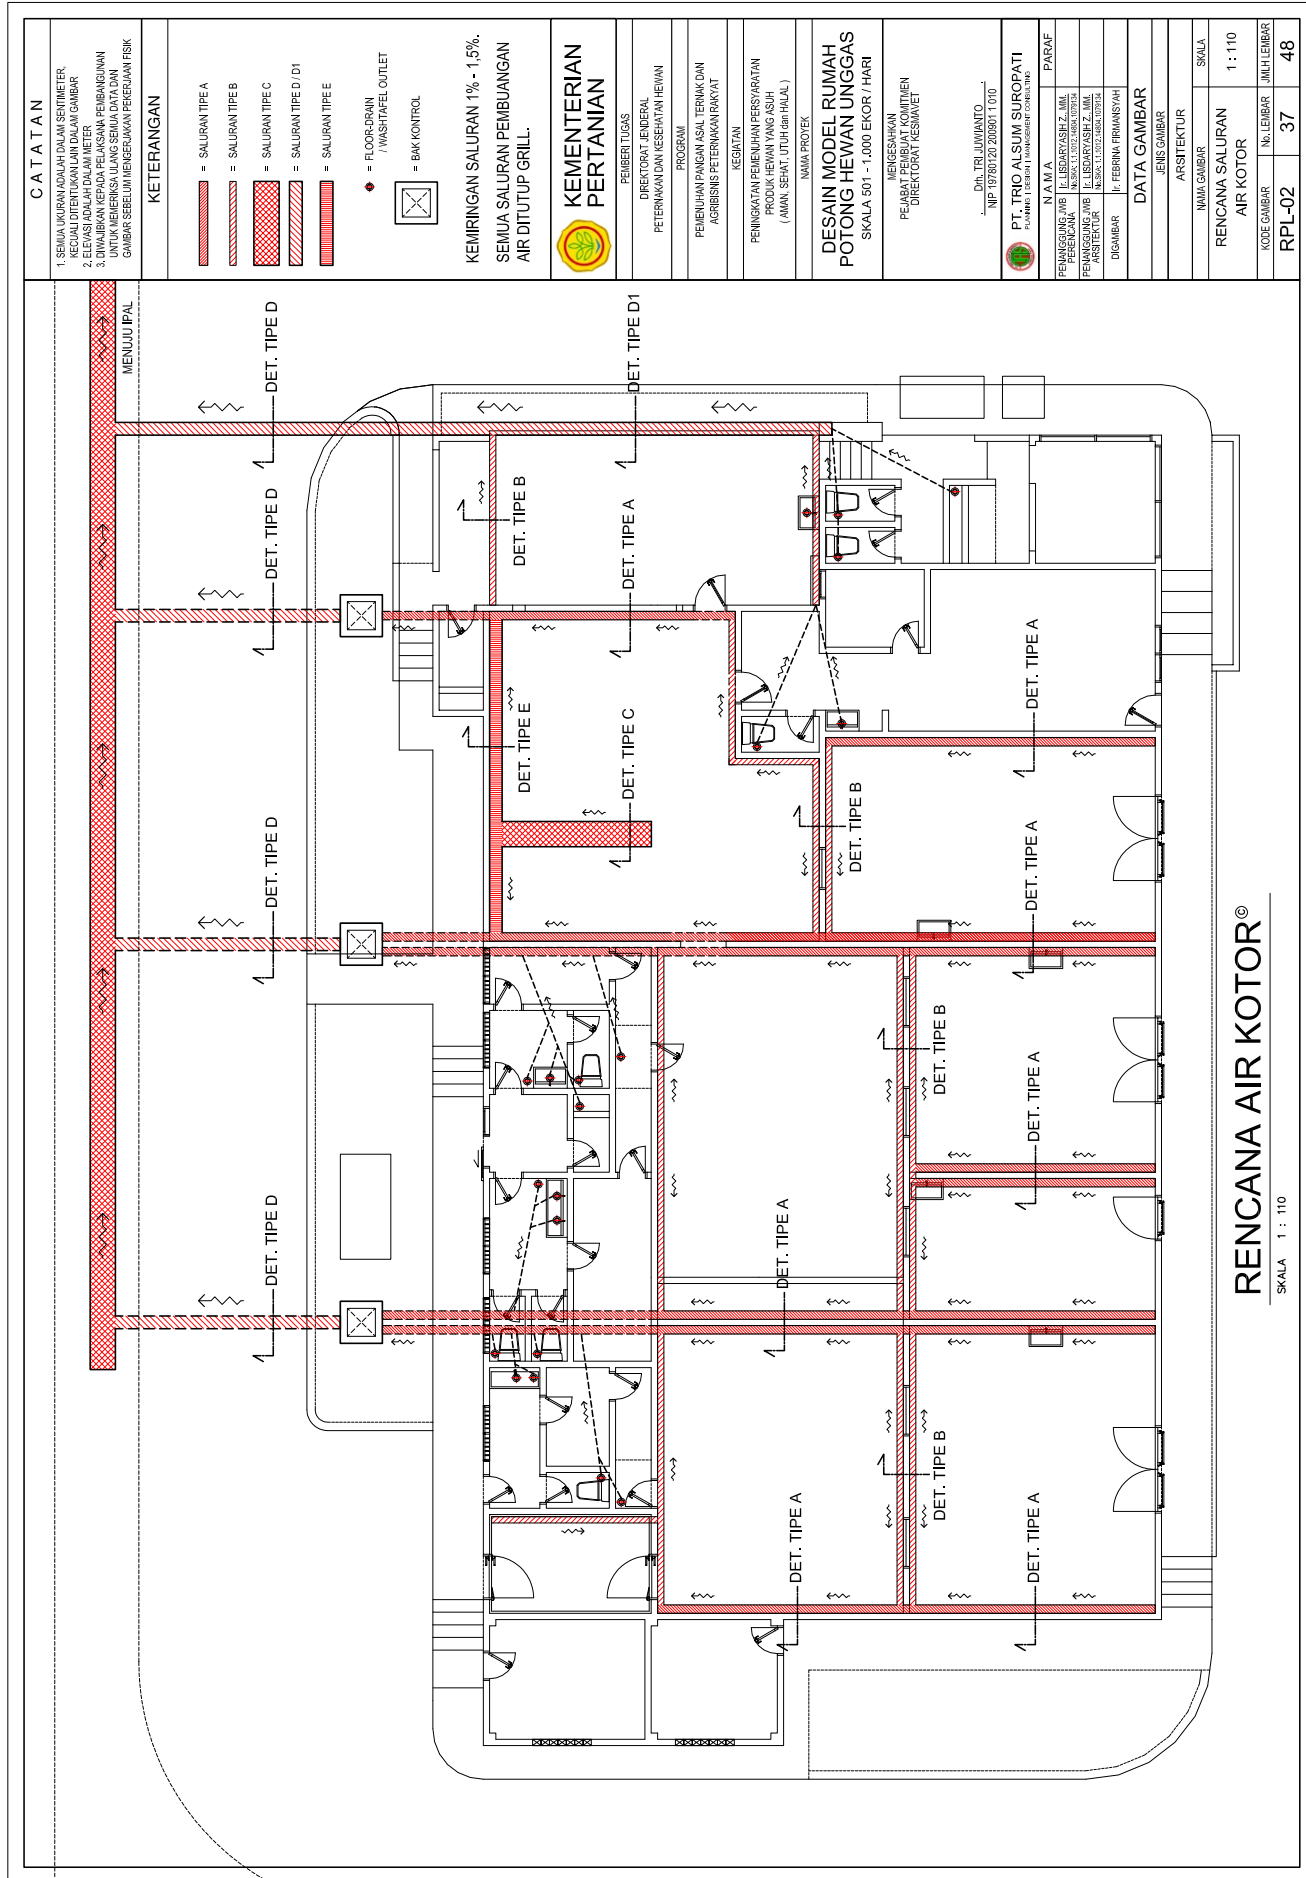 CATATAN
1. SEMUA UKURAN ADALAH DALAM SENTIMETER,
KECUALI DITENTUKAN LAIN DALAM GAMBAR
2. ELEVASI ADALAH DALAM METER
3. DIWAJIBKAN KEPADA PELAKSANA PEMBANGUNAN
UNTUK MEMERIKSA ULANG SEMUA DATA DAN
GAMBAR SEBELUM MENGERJAKAN PEKERJAAN FISIK
KETERANGAN
= SALURAN TIPE A
= SALURAN TIPE B
= SALURAN TIPE C
= SALURAN TIPE D / D1
= SALURAN TIPE E
= FLOOR-DRAIN
/ WASHTAFEL OUTLET
= BAK KONTROL
KEMIRINGAN SALURAN 1% - 1,5%.
SEMUA SALURAN PEMBUANGAN
AIR DITUTUP GRILL.
KEMENTERIAN
PERTANIAN
PEMBERI TUGAS
DIREKTORAT JENDERAL
PETERNAKAN DAN KESEHATAN HEWAN
PROGRAM
PEMENUHAN PANGAN ASAL TERNAK DAN
AGRIBISNIS PETERNAKAN RAKYAT
KEGIATAN
PENINGKATAN PEMENUHAN PERSYARATAN
PRODUK HEWAN YANG ASUH
( AMAN, SEHAT, UTUH dan HALAL )
NAMA PROYEK
DESAIN MODEL RUMAH
POTONG HEWAN UNGGAS
SKALA 501 - 1.000 EKOR / HARI
MENGESAHKAN
PEJABAT PEMBUAT KOMITMEN
DIREKTORAT KESMAVET
Drh. TRI JUWIANTO
NIP. 19780120 200901 1 010
PT. TRIO ALSUM SUROPATI
PLANNING | DESIGN | MANAGEMENT CONSULTING
N A M A
PARAF
PENANGGUNG JWB
PERENCANA
Ir. LISDARYASIH Z., MM.
PENANGGUNG JWB
ARSITEKTUR
Ir. LISDARYASIH Z., MM.
DIGAMBAR
Ir. FEBRINA FIRMANSYAH
DATA GAMBAR
JENIS GAMBAR
ARSITEKTUR
NAMA GAMBAR
SKALA
RENCANA SALURAN
AIR KOTOR
1 : 110
KODE GAMBAR
No. LEMBAR
JMLH LEMBAR
RPL-02
37
48
MENUJU IPAL
DET. TIPE D
DET. TIPE D
DET. TIPE D
DET. TIPE D
DET. TIPE D1
DET. TIPE B
DET. TIPE A
DET. TIPE E
DET. TIPE C
DET. TIPE B
DET. TIPE A
DET. TIPE A
DET. TIPE B
DET. TIPE A
DET. TIPE A
DET. TIPE B
DET. TIPE A
DET. TIPE A
RENCANA AIR KOTOR©
SKALA 1 : 110